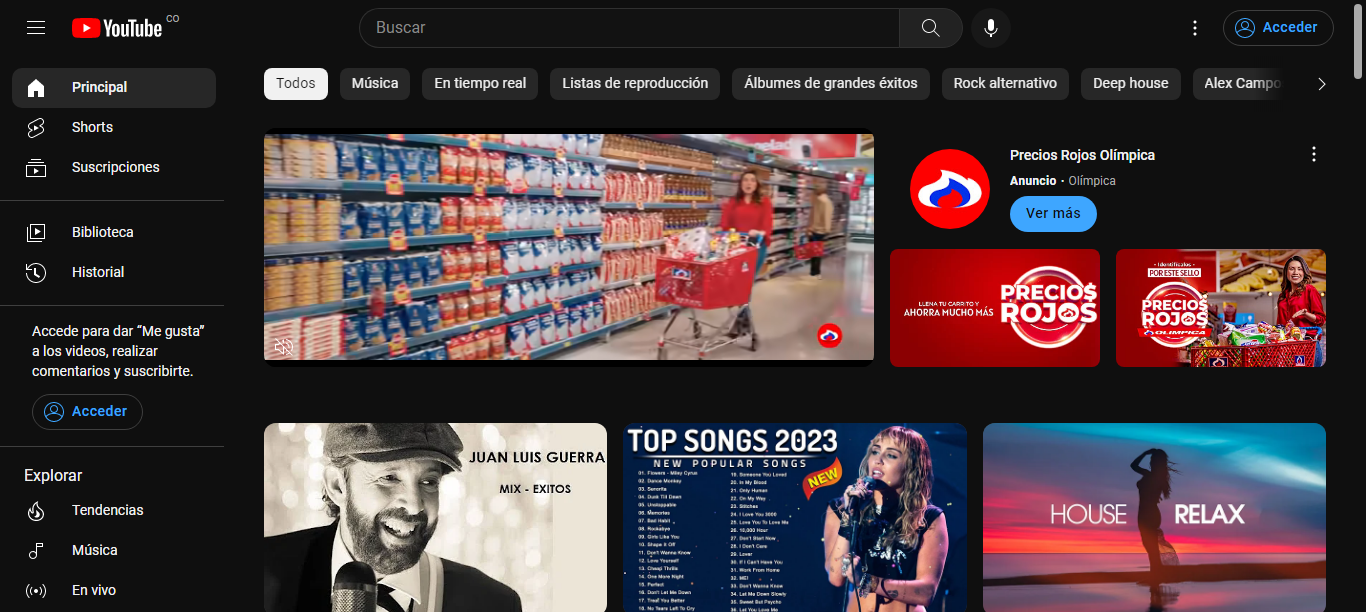 YouTube CO
Buscar
Acceder
Principal
Shorts
Suscripciones
Biblioteca
Historial
Accede para dar “Me gusta”
a los videos, realizar
comentarios y suscribirte.
Acceder
Explorar
Tendencias
Música
En vivo
Todos
Música
En tiempo real
Listas de reproducción
Álbumes de grandes éxitos
Rock alternativo
Deep house
Alex Campo
Precios Rojos Olímpica
Anuncio · Olímpica
Ver más
LLENA TU CARRITO Y
AHORRA MUCHO MÁS
PRECIOS
ROJOS
- Identifícalos -
POR ESTE SELLO
PRECIOS
ROJOS
OLIMPICA
JUAN LUIS GUERRA
MIX - EXITOS
TOP SONGS 2023
NEW POPULAR SONGS
NEW
01. Flowers - Miley Cyrus
02. Dance Monkey
03. Senorita
04. Dusk Till Dawn
05. Unstoppable
06. Memories
07. Bad Habit
08. Rockabye
09. Girls Like You
10. Shape It Off
11. Don't Wanna Know
12. Love Yourself
13. Cheap Thrills
14. One More Night
15. Perfect
16. Don't Let Me Down
17. Treat You Better
18. No Tears Left To Cry
19. Someone You Loved
20. In My Blood
21. Only Human
22. On My Way
23. Stitches
24. I Love You 3000
25. Love You To Love Me
26. 10,000 Hour
27. Don't Start Now
28. I Don't Care
29. Lover
30. If I Can't Have You
31. Work From Home
32. ME!
33. Don't Wanna Know
34. Let Me Down Slowly
35. Sweet But Psycho
36. Let You Love Me
HOUSE RELAX